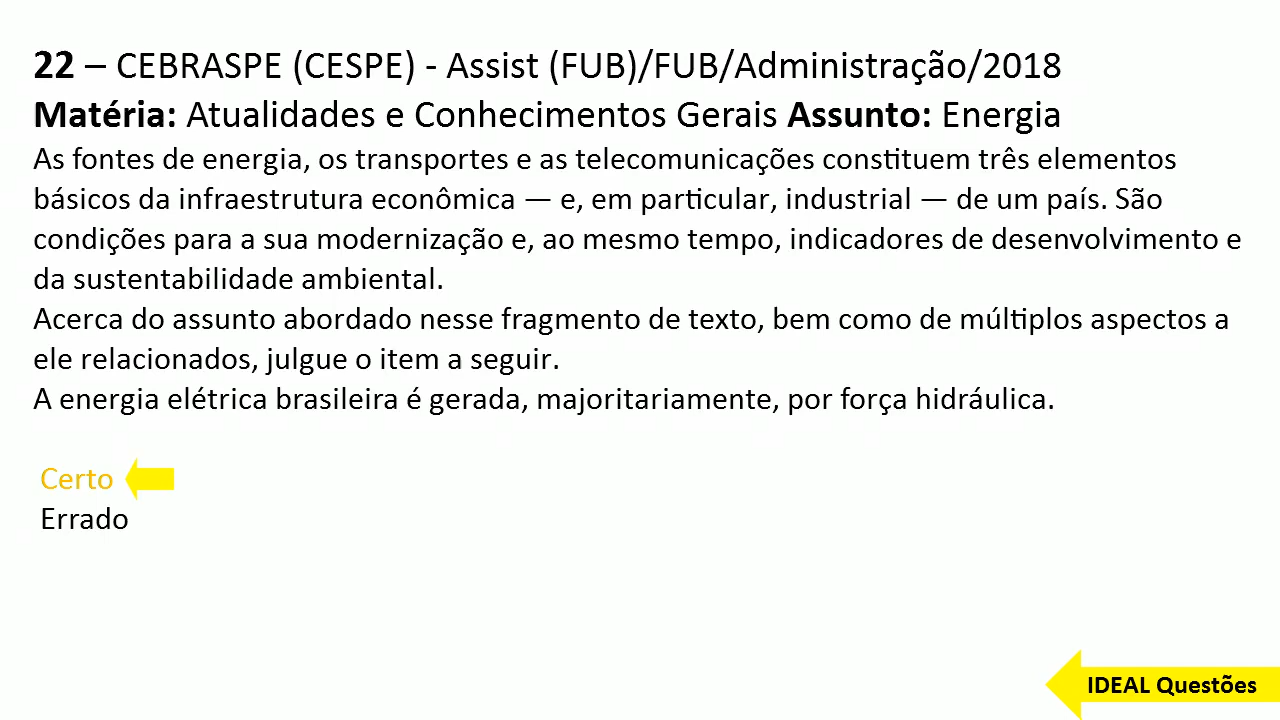 22 – CEBRASPE (CESPE) - Assist (FUB)/FUB/Administração/2018
Matéria: Atualidades e Conhecimentos Gerais Assunto: Energia
As fontes de energia, os transportes e as telecomunicações constituem três elementos
básicos da infraestrutura econômica — e, em particular, industrial — de um país. São
condições para a sua modernização e, ao mesmo tempo, indicadores de desenvolvimento e
da sustentabilidade ambiental.
Acerca do assunto abordado nesse fragmento de texto, bem como de múltiplos aspectos a
ele relacionados, julgue o item a seguir.
A energia elétrica brasileira é gerada, majoritariamente, por força hidráulica.
Certo
Errado
IDEAL Questões